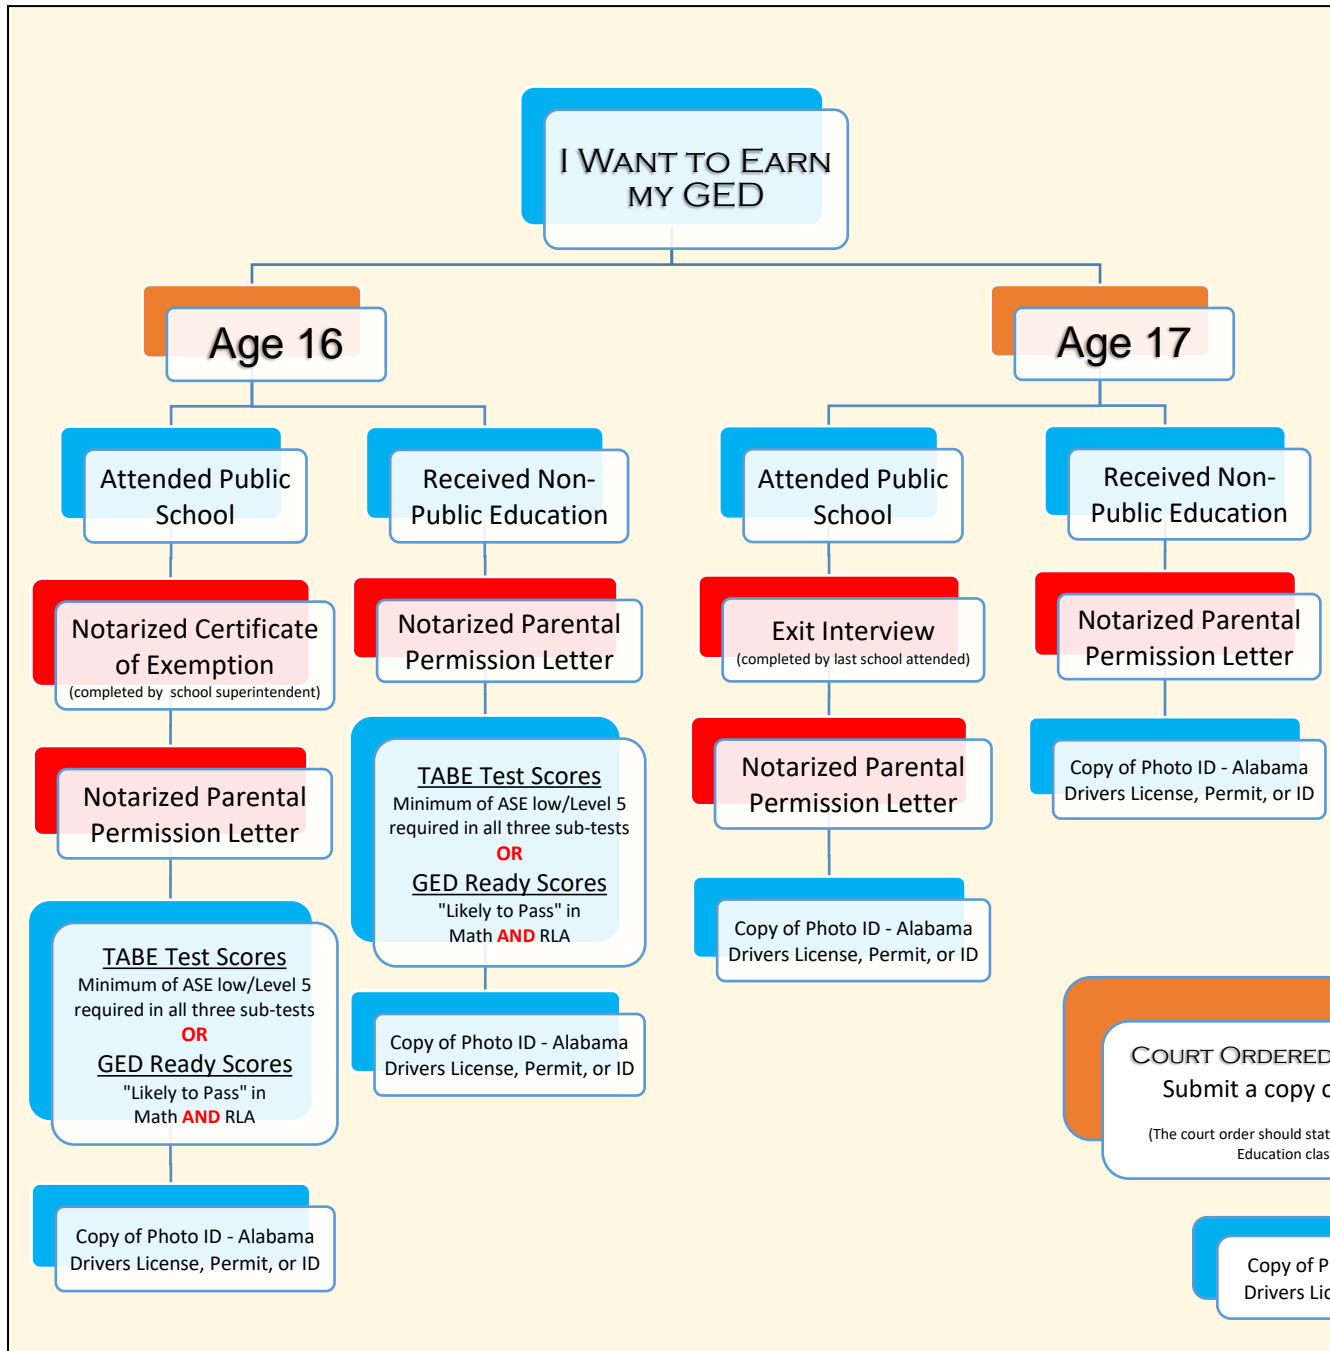 I WANT TO EARN
MY GED
Age 16
Attended Public
School
Notarized Certificate
of Exemption
(completed by school superintendent)
Notarized Parental
Permission Letter
TABE Test Scores
Minimum of ASE low/Level 5
required in all three sub-tests
OR
GED Ready Scores
"Likely to Pass" in
Math AND RLA
Copy of Photo ID - Alabama
Drivers License, Permit, or ID
Received Non-
Public Education
Notarized Parental
Permission Letter
TABE Test Scores
Minimum of ASE low/Level 5
required in all three sub-tests
OR
GED Ready Scores
"Likely to Pass" in
Math AND RLA
Copy of Photo ID - Alabama
Drivers License, Permit, or ID
Age 17
Attended Public
School
Exit Interview
(completed by last school attended)
Notarized Parental
Permission Letter
Copy of Photo ID - Alabama
Drivers License, Permit, or ID
Received Non-
Public Education
Notarized Parental
Permission Letter
Copy of Photo ID - Alabama
Drivers License, Permit, or ID
COURT ORDERED
Submit a copy
(The court order should
Education
Copy of
Drivers